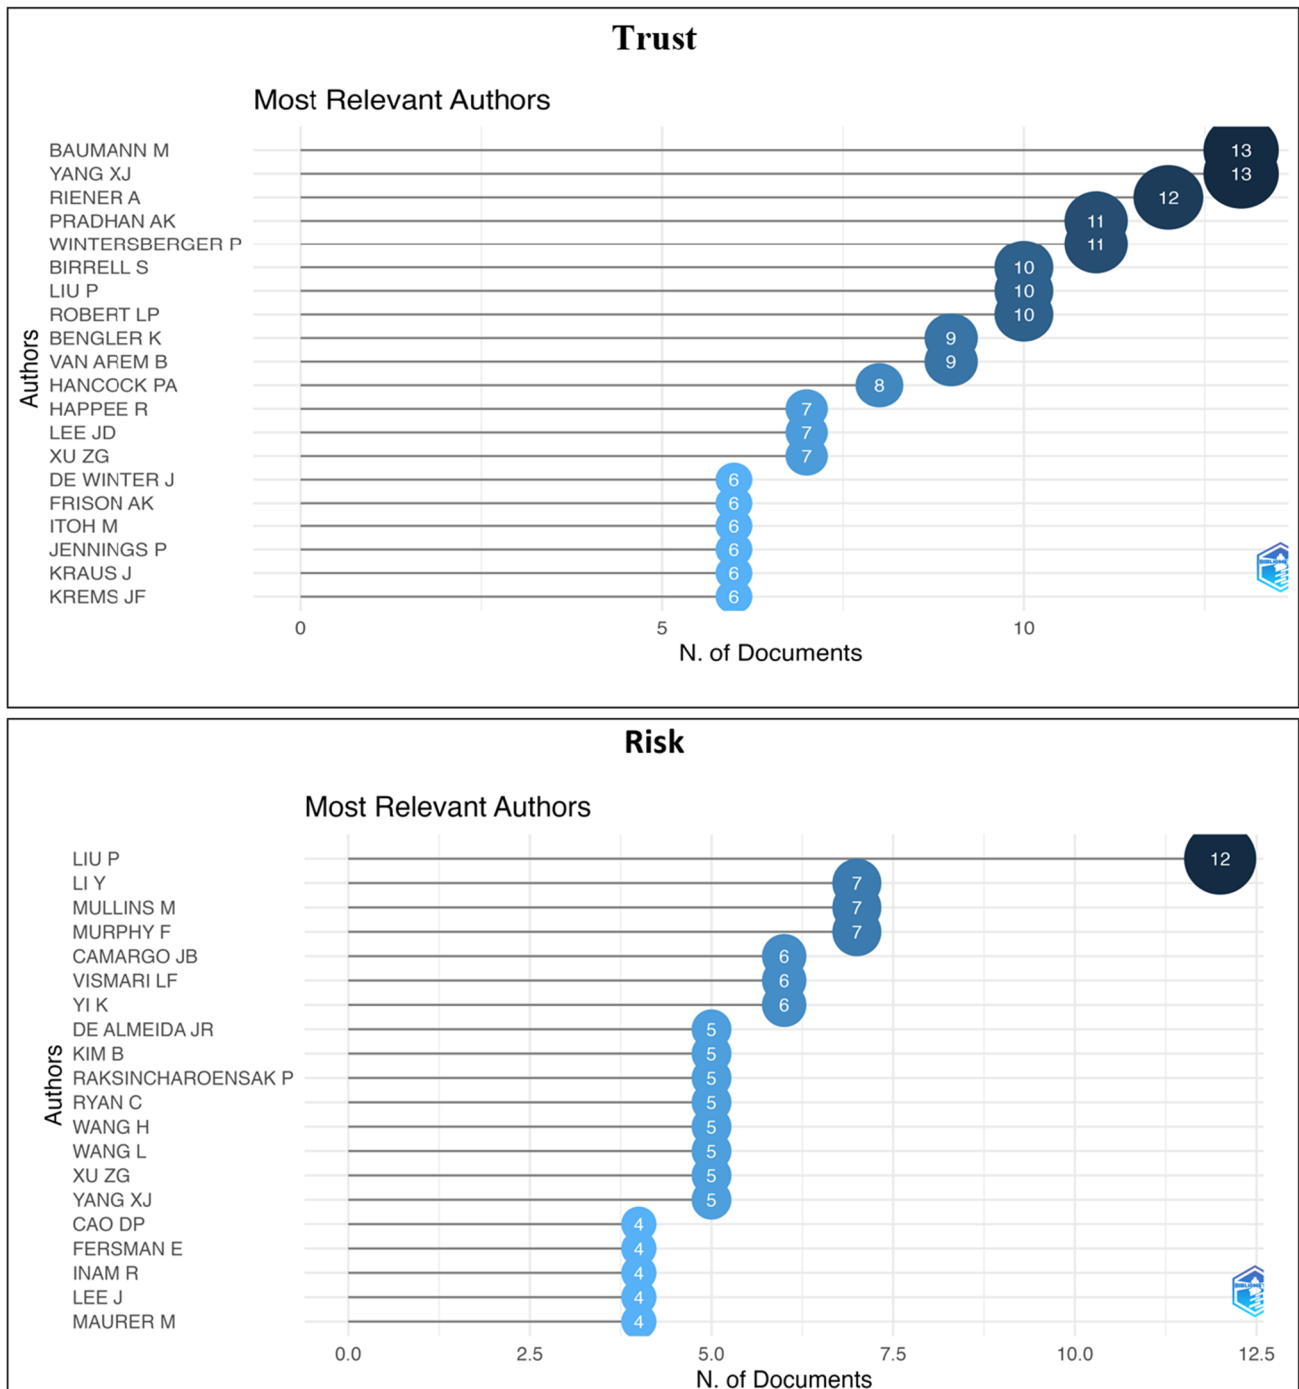 Trust
Most Relevant Authors
Authors
BAUMANN M 13
YANG XJ 13
RIENER A 12
PRADHAN AK 11
WINTERSBERGER P 11
BIRRELL S 10
LIU P 10
ROBERT LP 10
BENGLER K 9
VAN AREM B 9
HANCOCK PA 8
HAPPEE R 7
LEE JD 7
XU ZG 7
DE WINTER J 6
FRISON AK 6
ITOH M 6
JENNINGS P 6
KRAUS J 6
KREMS JF 6
0 5 10
N. of Documents
Risk
Most Relevant Authors
Authors
LIU P 12
LI Y 7
MULLINS M 7
MURPHY F 7
CAMARGO JB 6
VISMARI LF 6
YI K 6
DE ALMEIDA JR 5
KIM B 5
RAKSINCHAROENSAK P 5
RYAN C 5
WANG H 5
WANG L 5
XU ZG 5
YANG XJ 5
CAO DP 4
FERSMAN E 4
INAM R 4
LEE J 4
MAURER M 4
0.0 2.5 5.0 7.5 10.0 12.5
N. of Documents